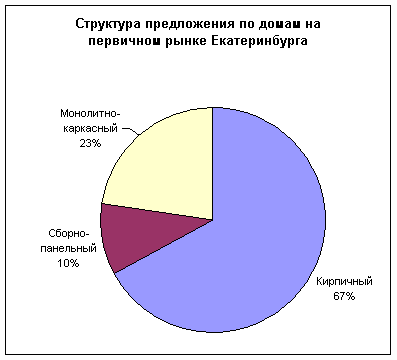 Структура предложения по домам на
первичном рынке Екатеринбурга
Монолитно-
каркасный
23%
Сборно-
панельный
10%
Кирпичный
67%